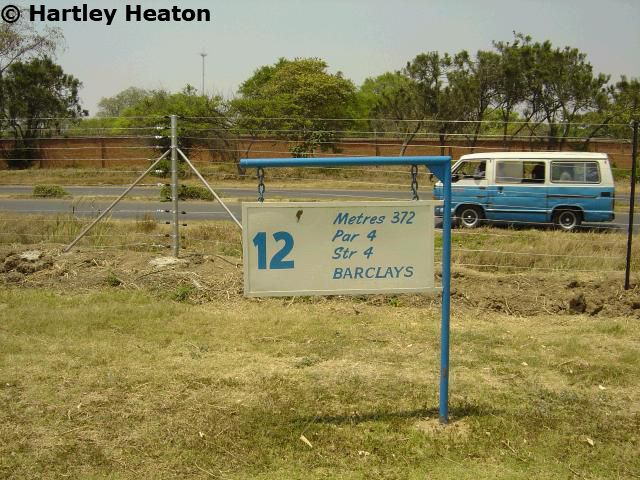 © Hartley Heaton
12
Metres 372
Par 4
Str 4
BARCLAYS